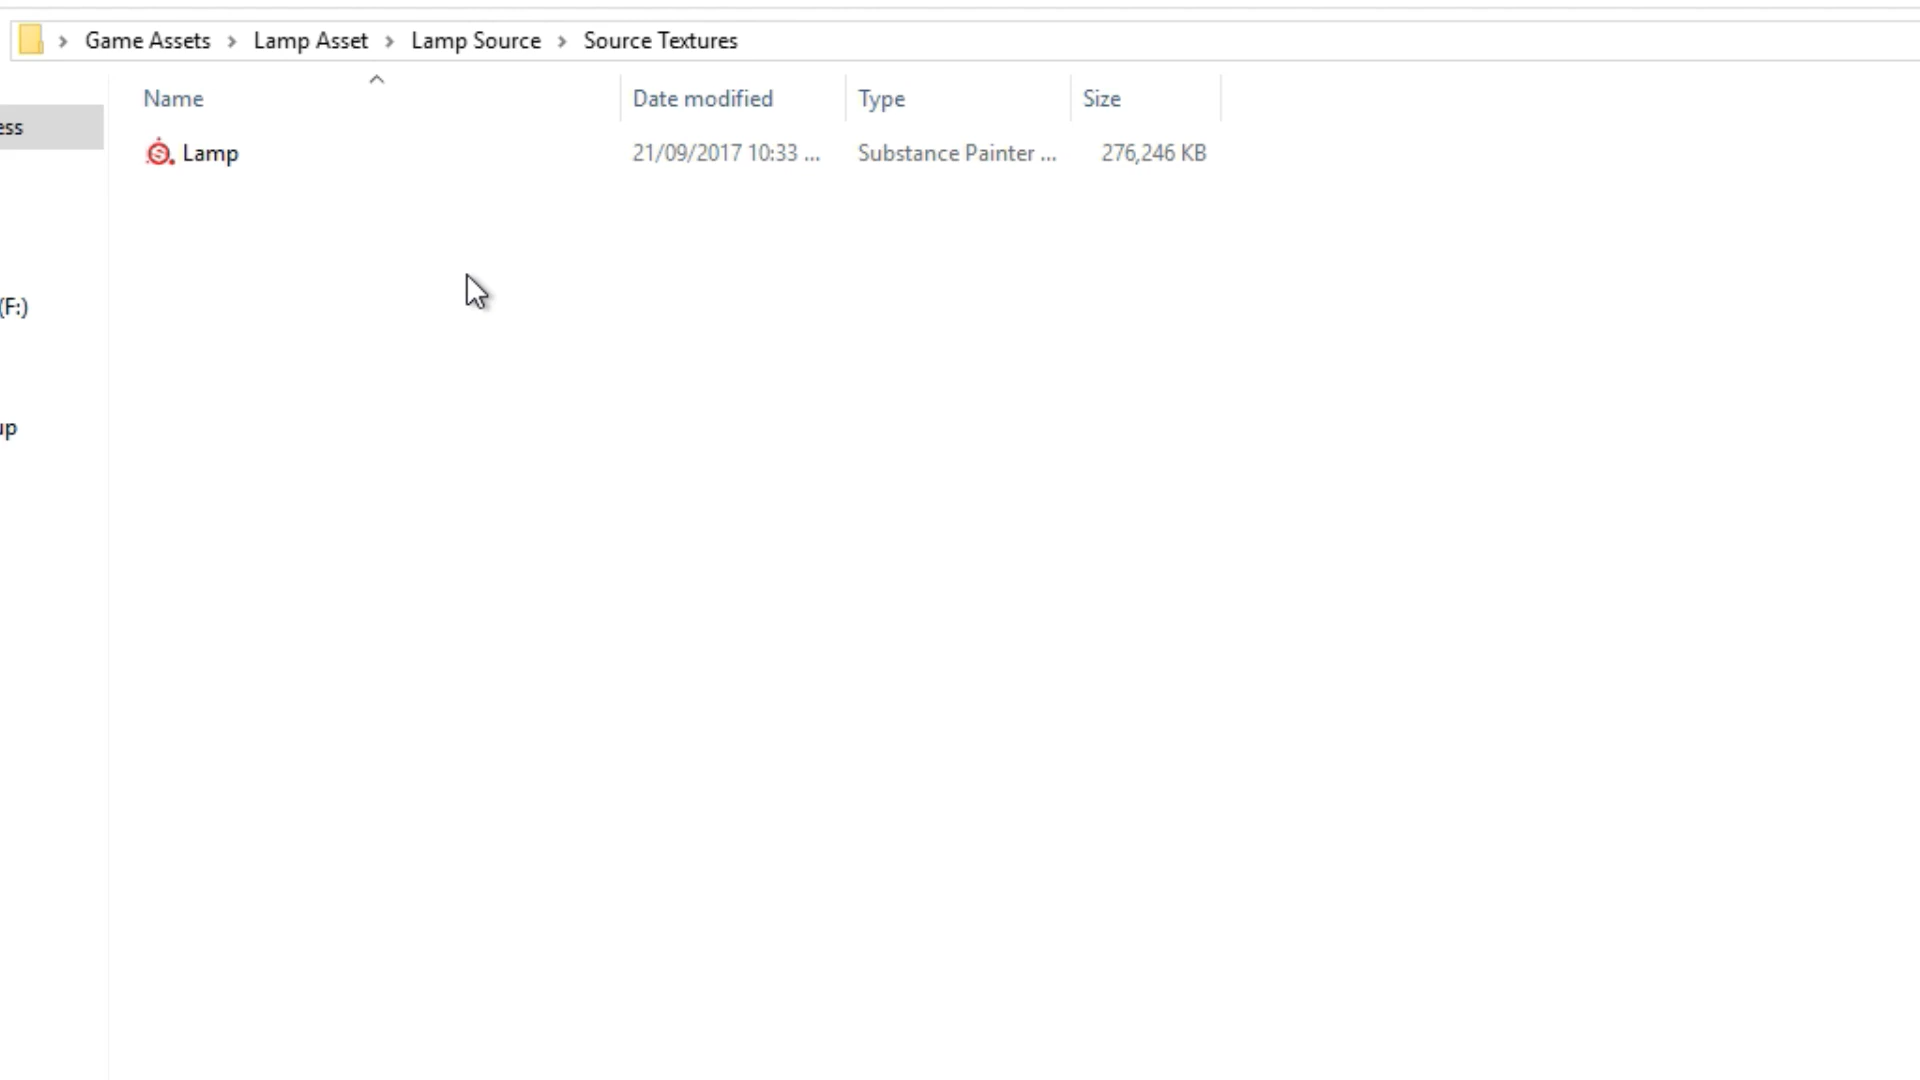 Game Assets > Lamp Asset > Lamp Source > Source Textures
Name Date modified Type Size
ess
Lamp 21/09/2017 10:33 ... Substance Painter ... 276,246 KB
(F:)
up